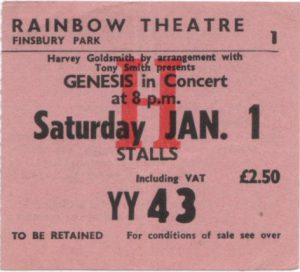 RAINBOW THEATRE
FINSBURY PARK 1
Harvey Goldsmith by arrangement with
Tony Smith presents
GENESIS in Concert
at 8 p.m.
H
Saturday JAN. 1
STALLS
Including VAT £2.50
YY 43
TO BE RETAINED For conditions of sale see over